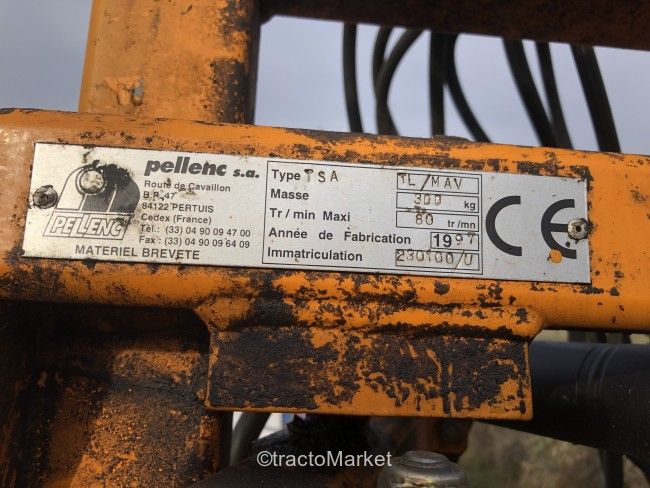 PELLENC
pellenc s.a.
Route de Cavaillon
B.P. 47
84122 PERTUIS
Cedex (France)
Tél.: (33) 04 90 09 47 00
Fax : (33) 04 90 09 64 09
MATERIEL BREVETE
Type TSA TL/MAV
Masse 300 kg
Tr/min Maxi 80 tr/mn
Année de Fabrication 1997
Immatriculation 230100/U
CE
©tractoMarket